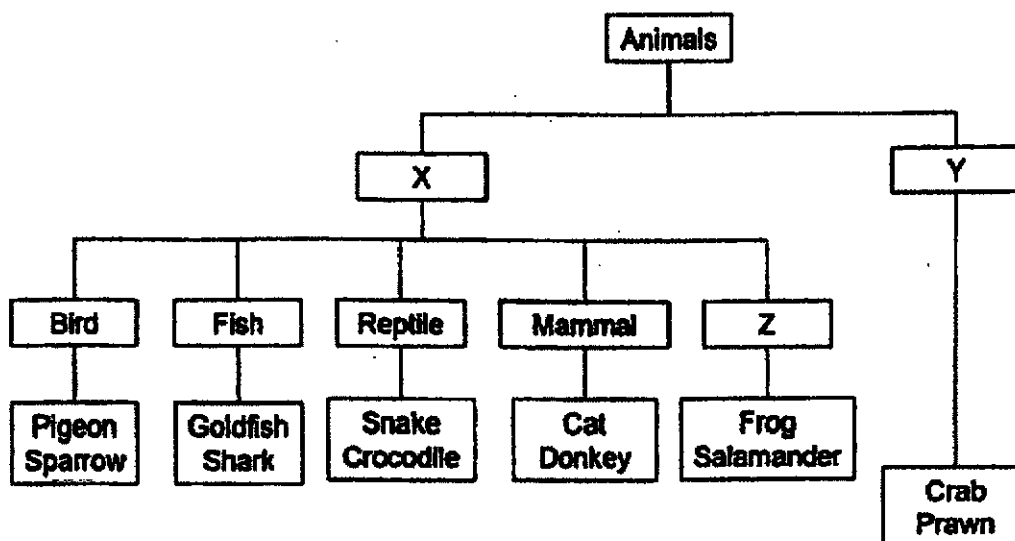 Animals
X
Y
Bird
Fish
Reptile
Mammal
Z
Pigeon
Sparrow
Goldfish
Shark
Snake
Crocodile
Cat
Donkey
Frog
Salamander
Crab
Prawn